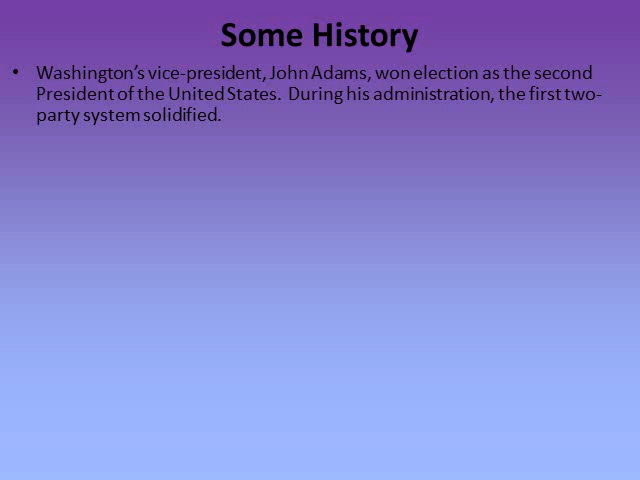 Some History
• Washington’s vice-president, John Adams, won election as the second
President of the United States.  During his administration, the first two-
party system solidified.